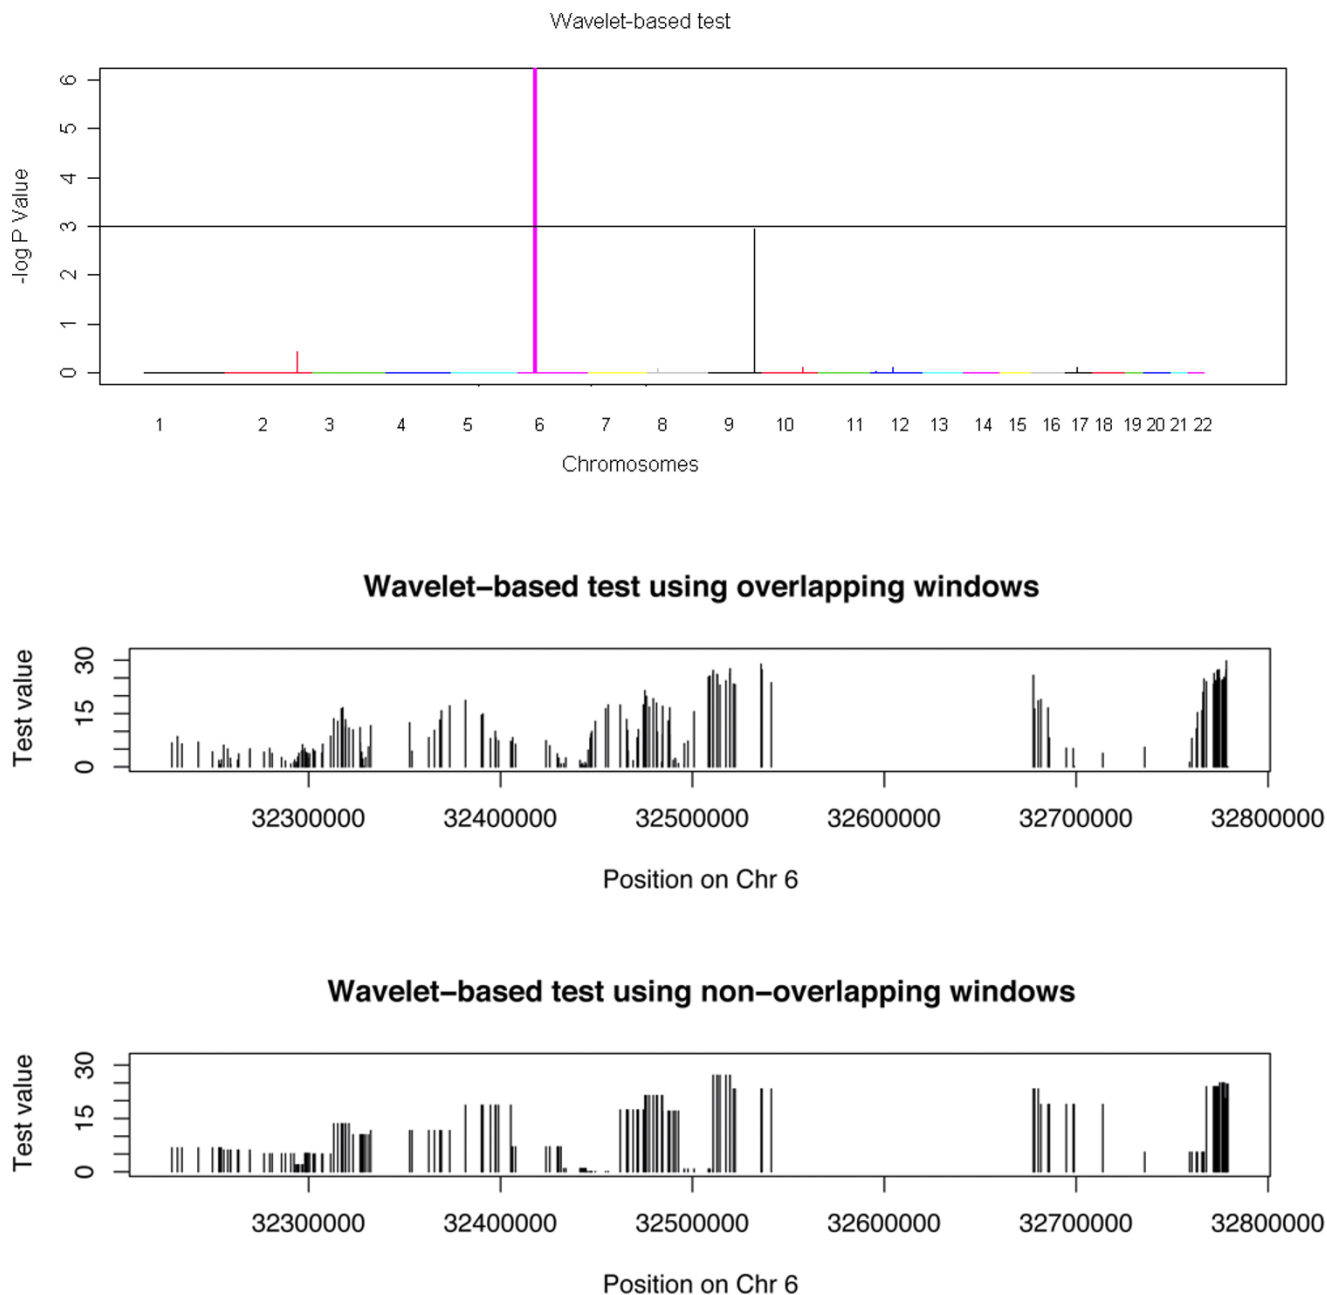 Wavelet-based test
-log P Value
6
5
4
3
2
1
0
1 2 3 4 5 6 7 8 9 10 11 12 13 14 15 16 17 18 19 20 21 22
Chromosomes
Wavelet–based test using overlapping windows
Test value
30
15
0
32300000 32400000 32500000 32600000 32700000 32800000
Position on Chr 6
Wavelet–based test using non–overlapping windows
Test value
30
15
0
32300000 32400000 32500000 32600000 32700000 32800000
Position on Chr 6